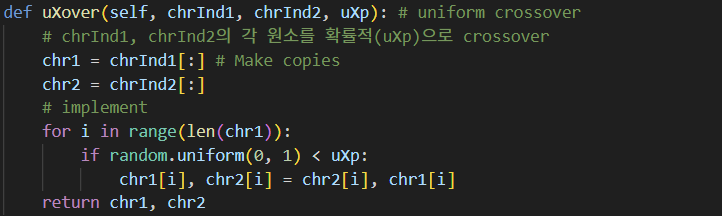 def uXover(self, chrInd1, chrInd2, uXp): # uniform crossover
    # chrInd1, chrInd2의 각 원소를 확률적(uXp)으로 crossover
    chr1 = chrInd1[:] # Make copies
    chr2 = chrInd2[:]
    # implement
    for i in range(len(chr1)):
        if random.uniform(0, 1) < uXp:
            chr1[i], chr2[i] = chr2[i], chr1[i]
    return chr1, chr2